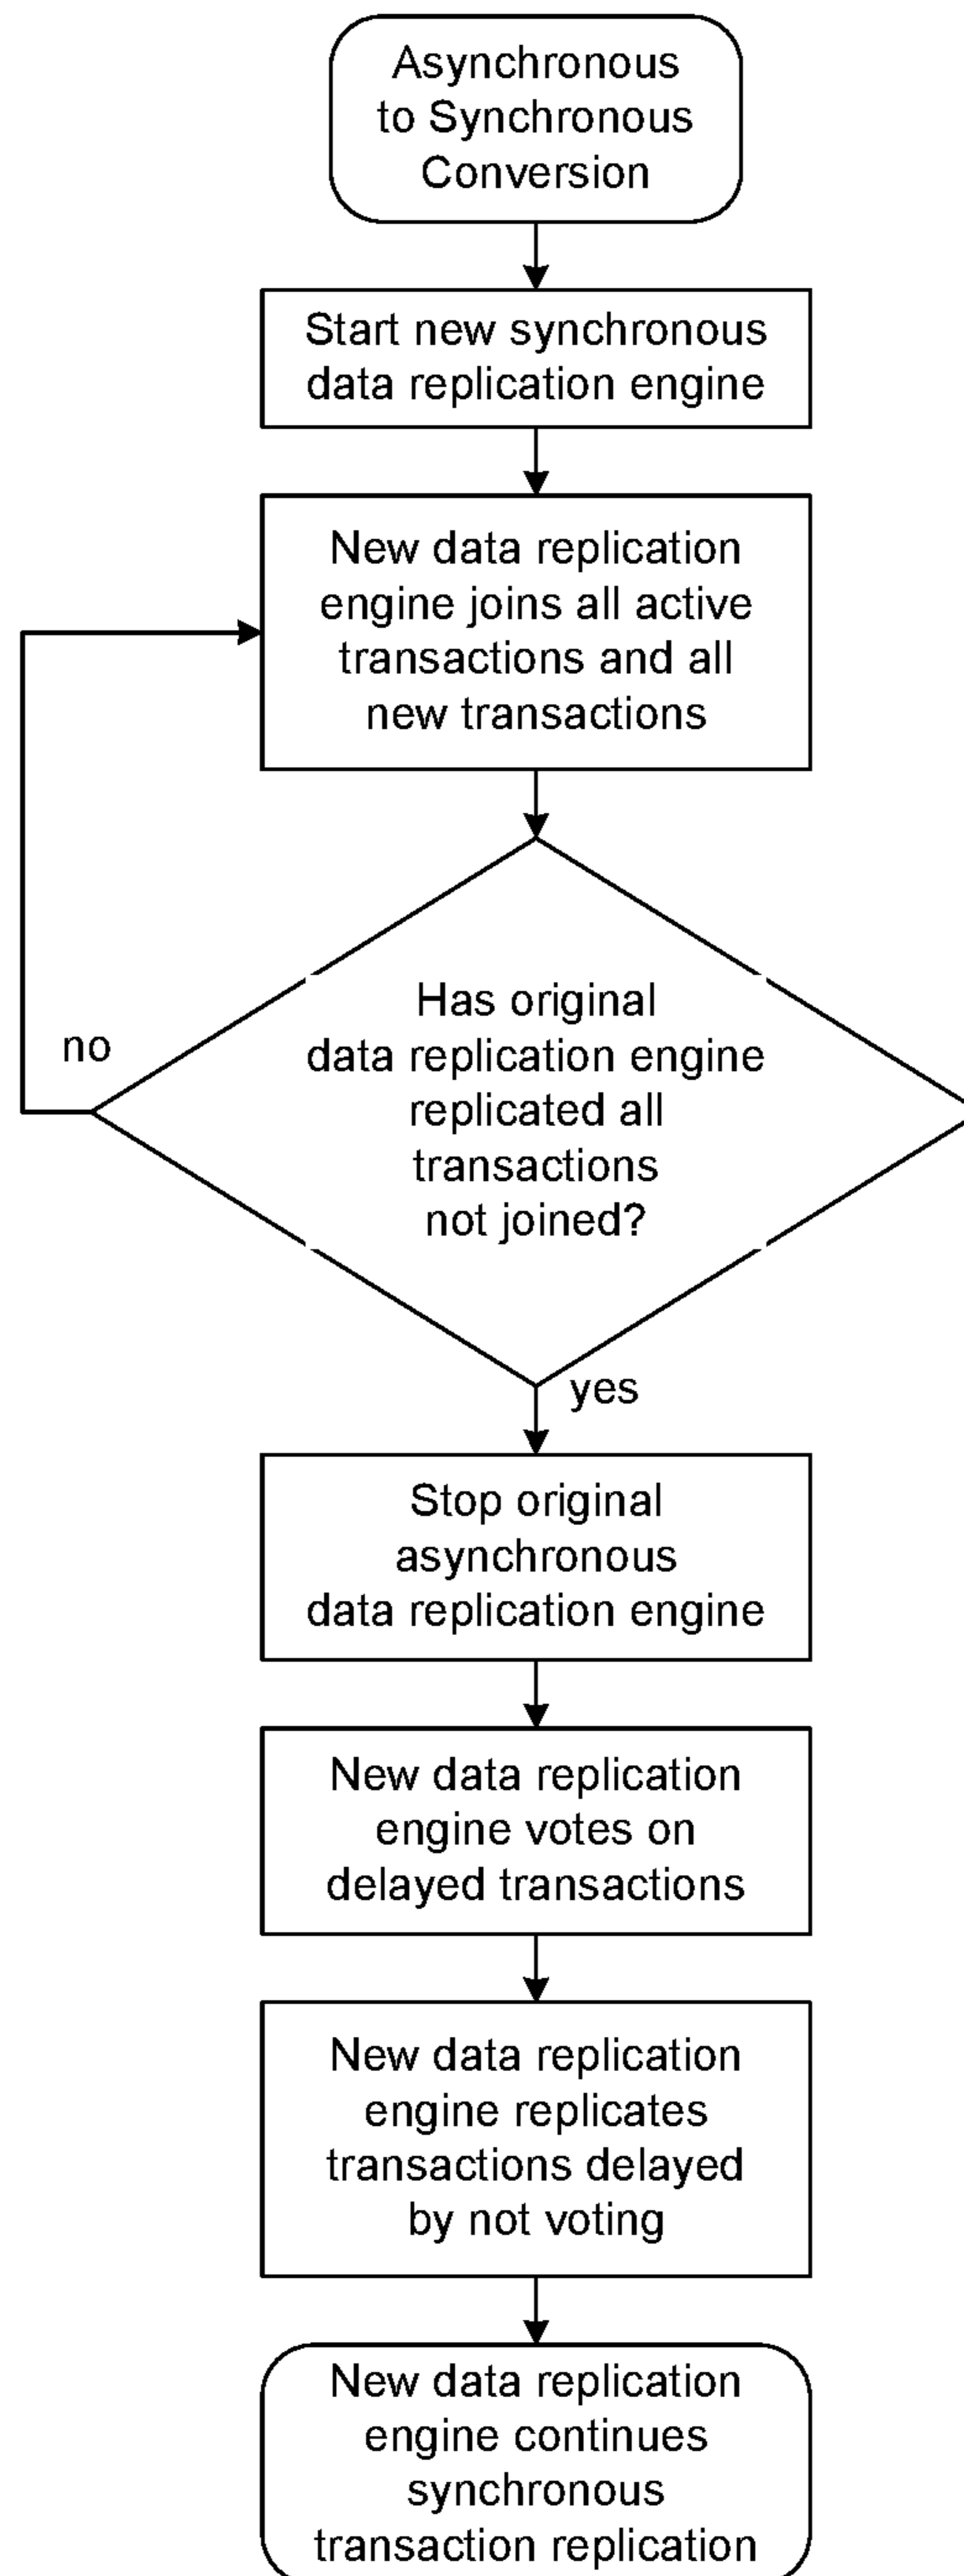 Asynchronous
to Synchronous
Conversion
Start new synchronous
data replication engine
New data replication
engine joins all active
transactions and all
new transactions
Has original
data replication engine
replicated all
transactions
not joined?
no
yes
Stop original
asynchronous
data replication engine
New data replication
engine votes on
delayed transactions
New data replication
engine replicates
transactions delayed
by not voting
New data replication
engine continues
synchronous
transaction replication